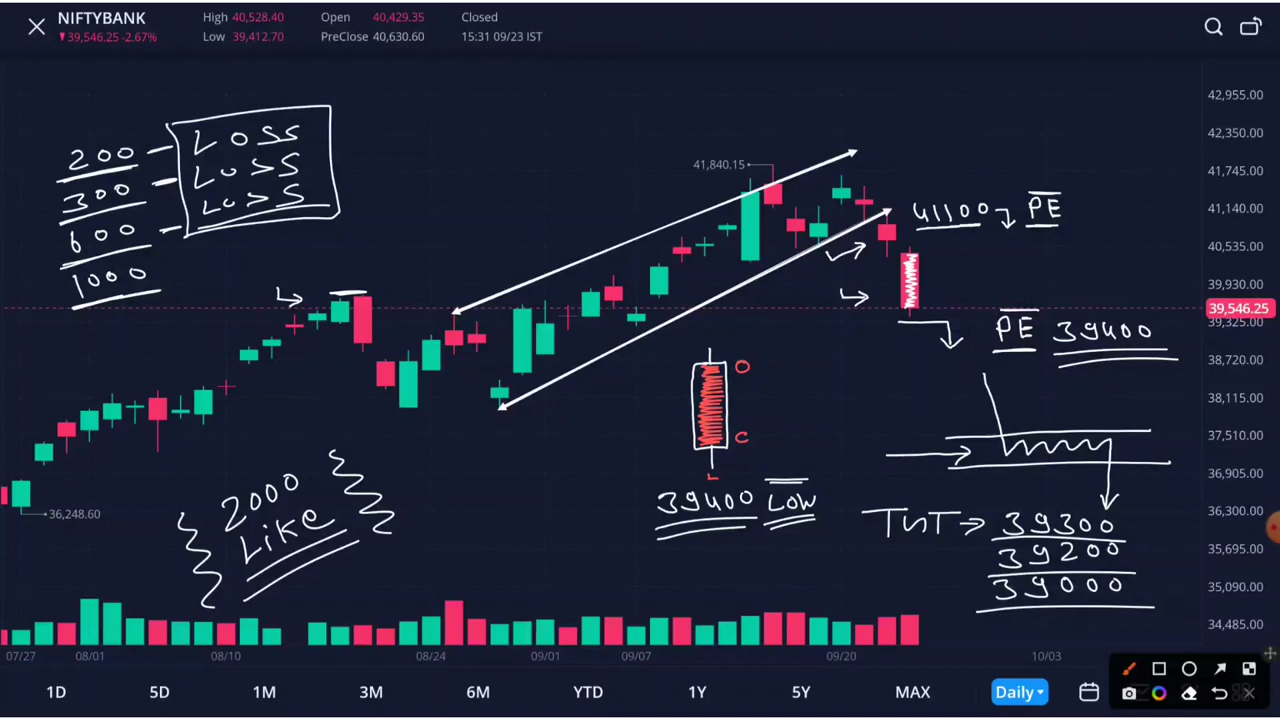 NIFTYBANK
39,546.25 -2.67%
High 40,528.40
Low 39,412.70
Open 40,429.35
PreClose 40,630.60
Closed
15:31 09/23 IST
42,955.00
42,350.00
41,745.00
41,140.00
40,535.00
39,930.00
39,546.25
39,325.00
38,720.00
38,115.00
37,510.00
36,905.00
36,300.00
35,695.00
35,090.00
34,485.00
200 - LOSS
300 - LOSS
600 - LOSS
1000
41,840.15
41100 PE
PE 39400
O
C
L
39400 LOW
36,248.60
2000
Like
TnT ⇒ 39300
39200
39000
07/27 08/01 08/10 08/24 09/01 09/07 09/20 10/03
1D 5D 1M 3M 6M YTD 1Y 5Y MAX Daily